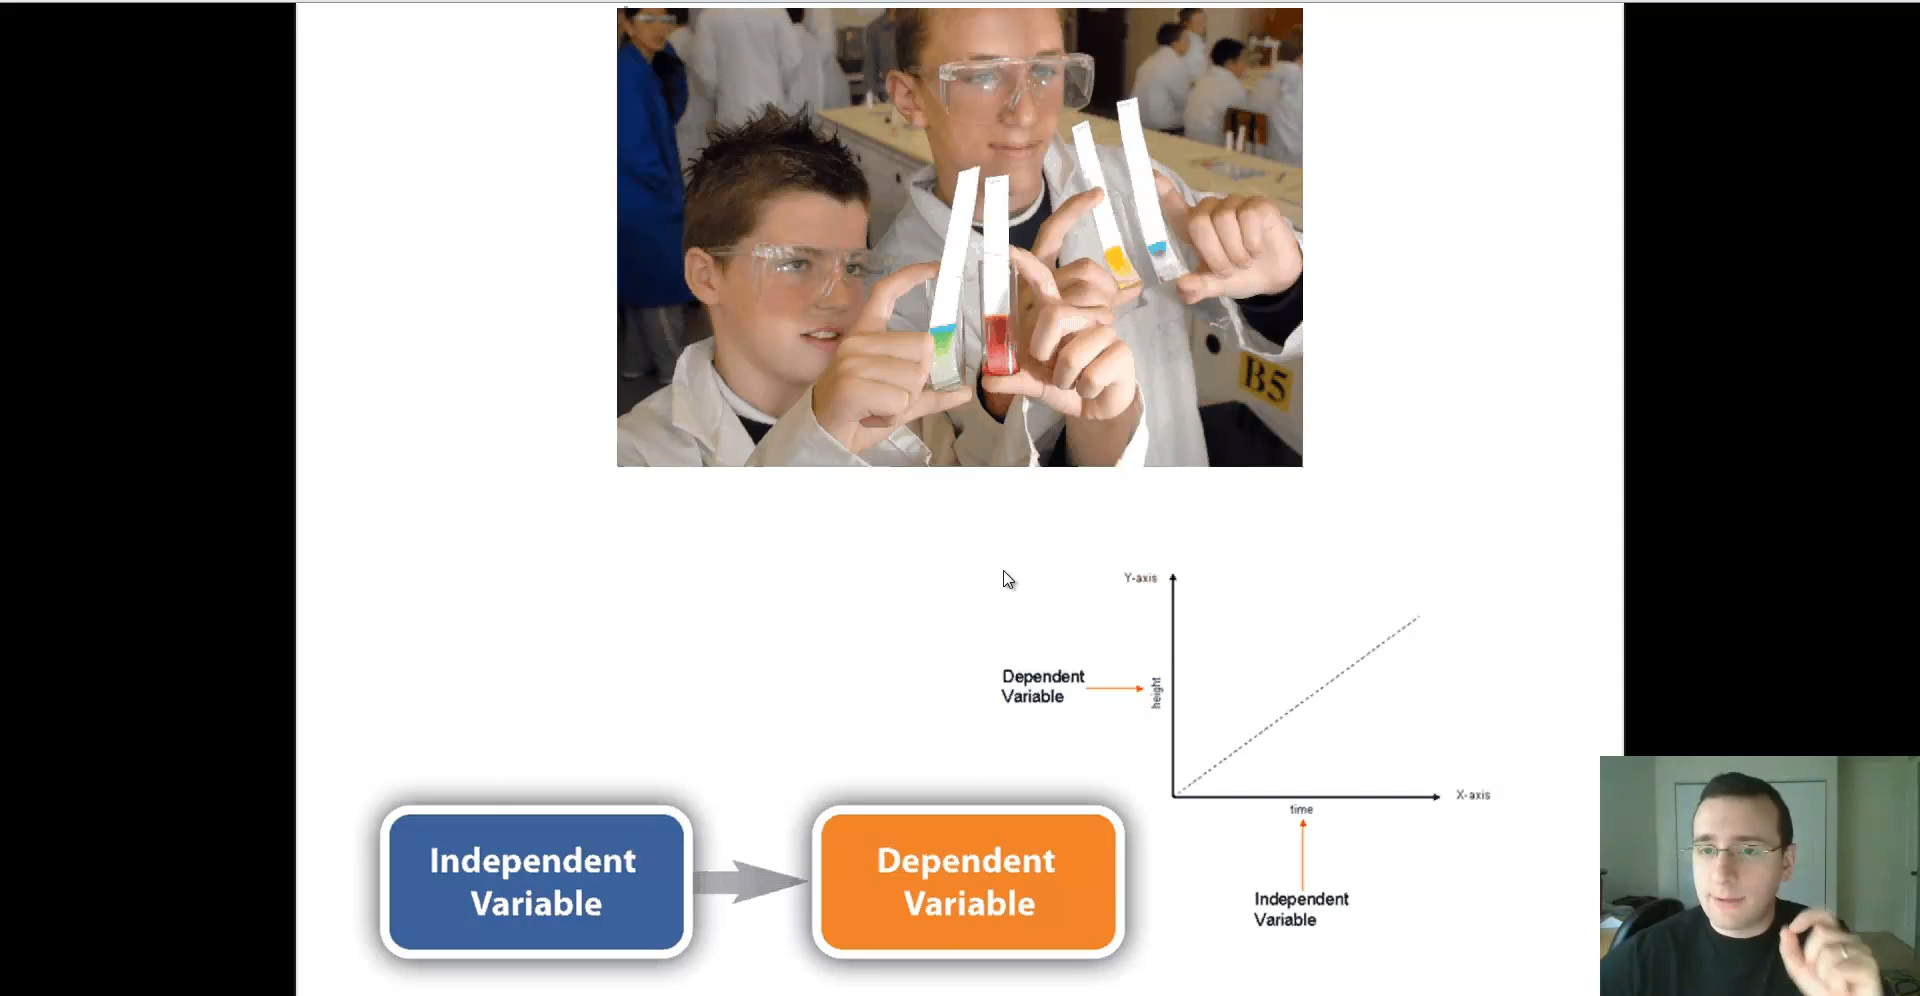 B5
Y-axis
Dependent
Variable
height
X-axis
time
Independent
Variable
Independent
Variable
Dependent
Variable